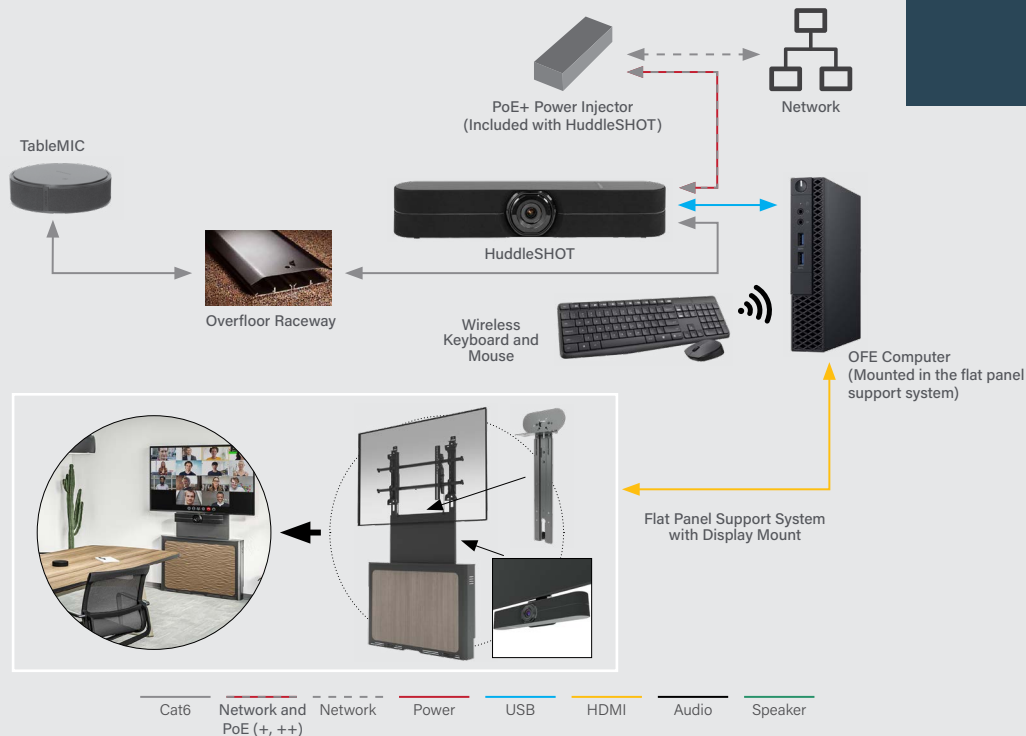 PoE+ Power Injector
(Included with HuddleSHOT)
Network
TableMIC
HuddleSHOT
Overfloor Raceway
Wireless
Keyboard and
Mouse
OFE Computer
(Mounted in the flat panel
support system)
Flat Panel Support System
with Display Mount
Cat6
Network and
PoE (+, ++)
Network
Power
USB
HDMI
Audio
Speaker